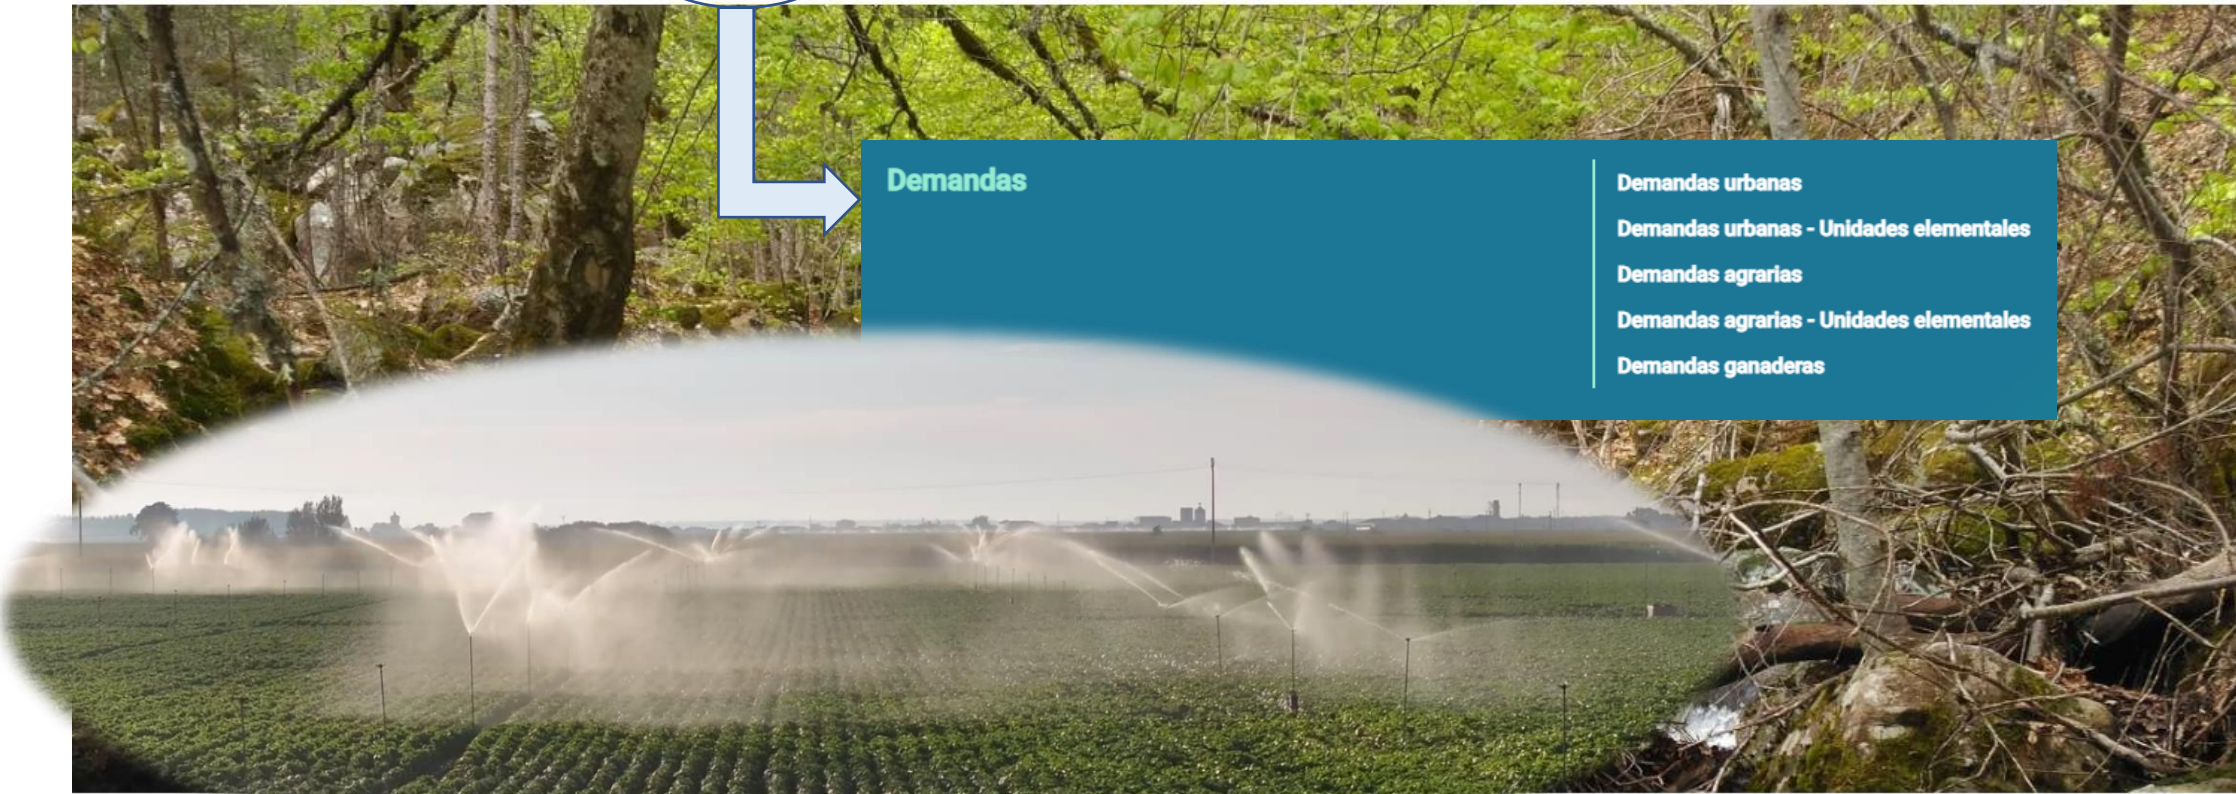 Demandas
Demandas urbanas
Demandas urbanas - Unidades elementales
Demandas agrarias
Demandas agrarias - Unidades elementales
Demandas ganaderas